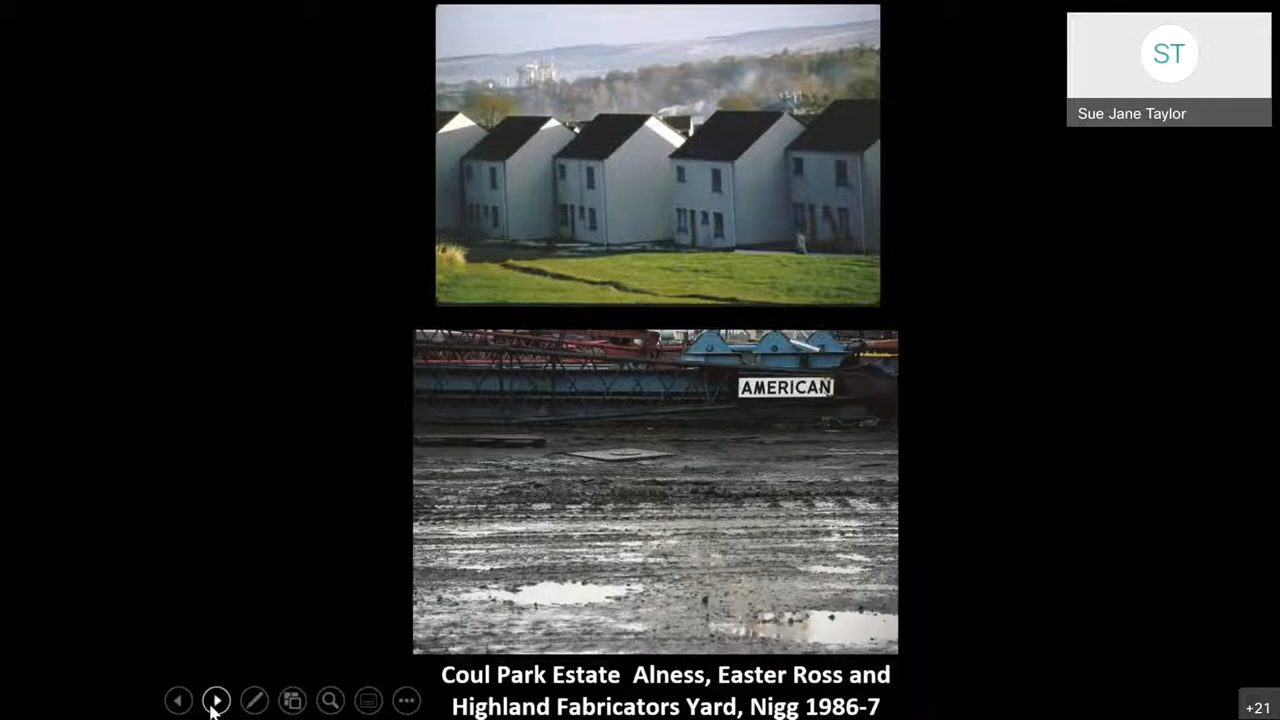 ST
Sue Jane Taylor
AMERICAN
Coul Park Estate Alness, Easter Ross and
Highland Fabricators Yard, Nigg 1986-7
+21